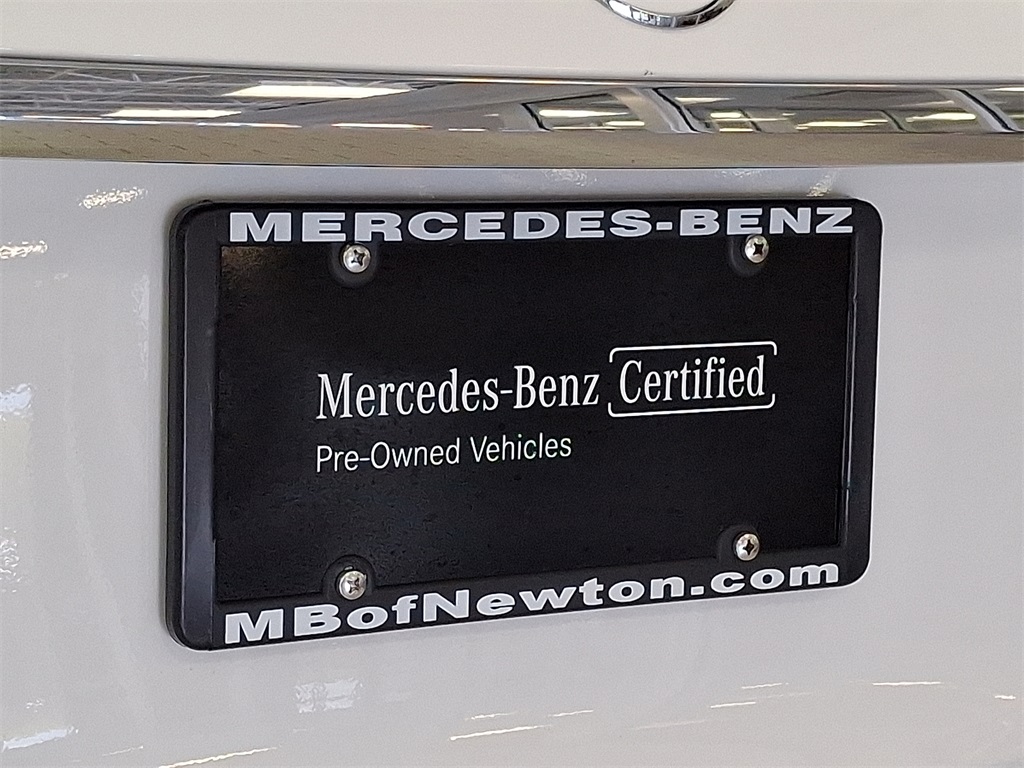 MERCEDES-BENZ
Mercedes-Benz Certified
Pre-Owned Vehicles
MBofNewton.com